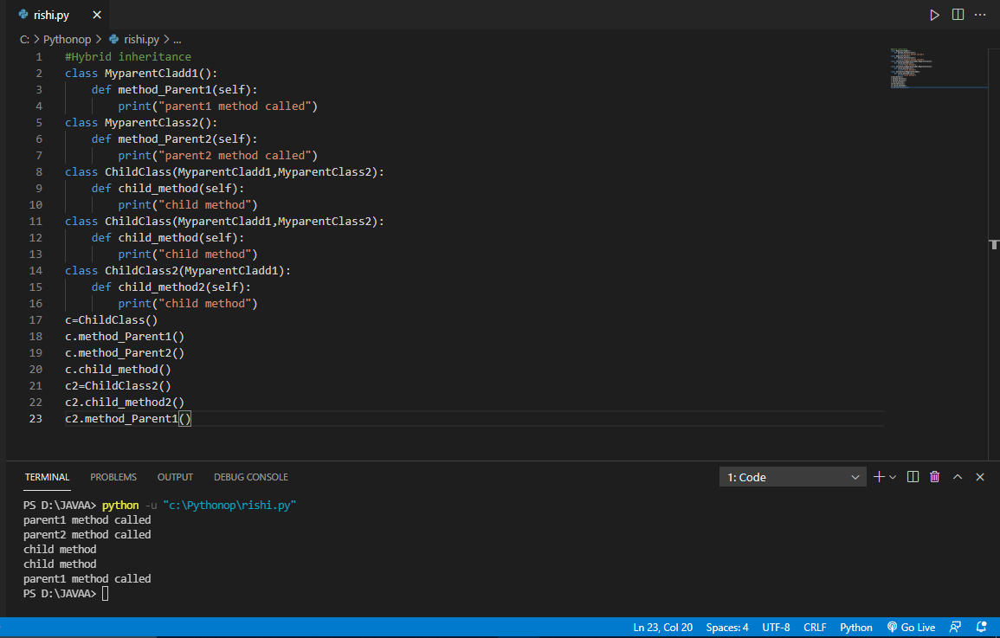 rishi.py
C: > Pythonop > rishi.py > ...
1 #Hybrid inheritance
2 class MyparentCladd1():
3     def method_Parent1(self):
4         print("parent1 method called")
5 class MyparentClass2():
6     def method_Parent2(self):
7         print("parent2 method called")
8 class ChildClass(MyparentCladd1,MyparentClass2):
9     def child_method(self):
10         print("child method")
11 class ChildClass(MyparentCladd1,MyparentClass2):
12     def child_method(self):
13         print("child method")
14 class ChildClass2(MyparentCladd1):
15     def child_method2(self):
16         print("child method")
17 c=ChildClass()
18 c.method_Parent1()
19 c.method_Parent2()
20 c.child_method()
21 c2=ChildClass2()
22 c2.child_method2()
23 c2.method_Parent1()
TERMINAL PROBLEMS OUTPUT DEBUG CONSOLE 1: Code
PS D:\JAVAA> python -u "c:\Pythonop\rishi.py"
parent1 method called
parent2 method called
child method
child method
parent1 method called
PS D:\JAVAA>
Ln 23, Col 20 Spaces: 4 UTF-8 CRLF Python Go Live